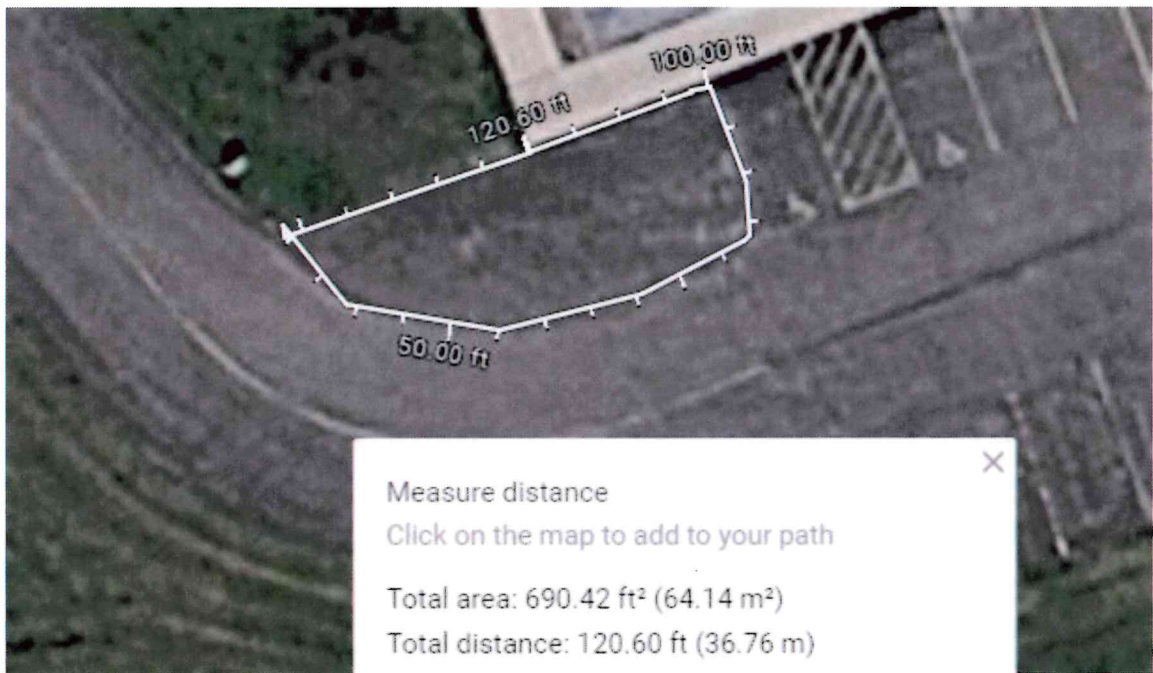 100.00 ft
120.60 ft
50.00 ft
Measure distance
Click on the map to add to your path
Total area: 690.42 ft² (64.14 m²)
Total distance: 120.60 ft (36.76 m)